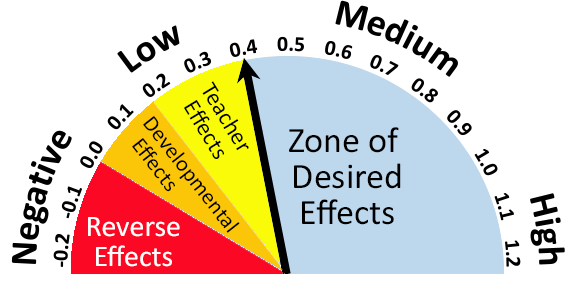 Negative
Low
Medium
High
-0.2
-0.1
0.0
0.1
0.2
0.3
0.4
0.5
0.6
0.7
0.8
0.9
1.0
1.1
1.2
Reverse
Effects
Developmental
Effects
Teacher
Effects
Zone of
Desired
Effects